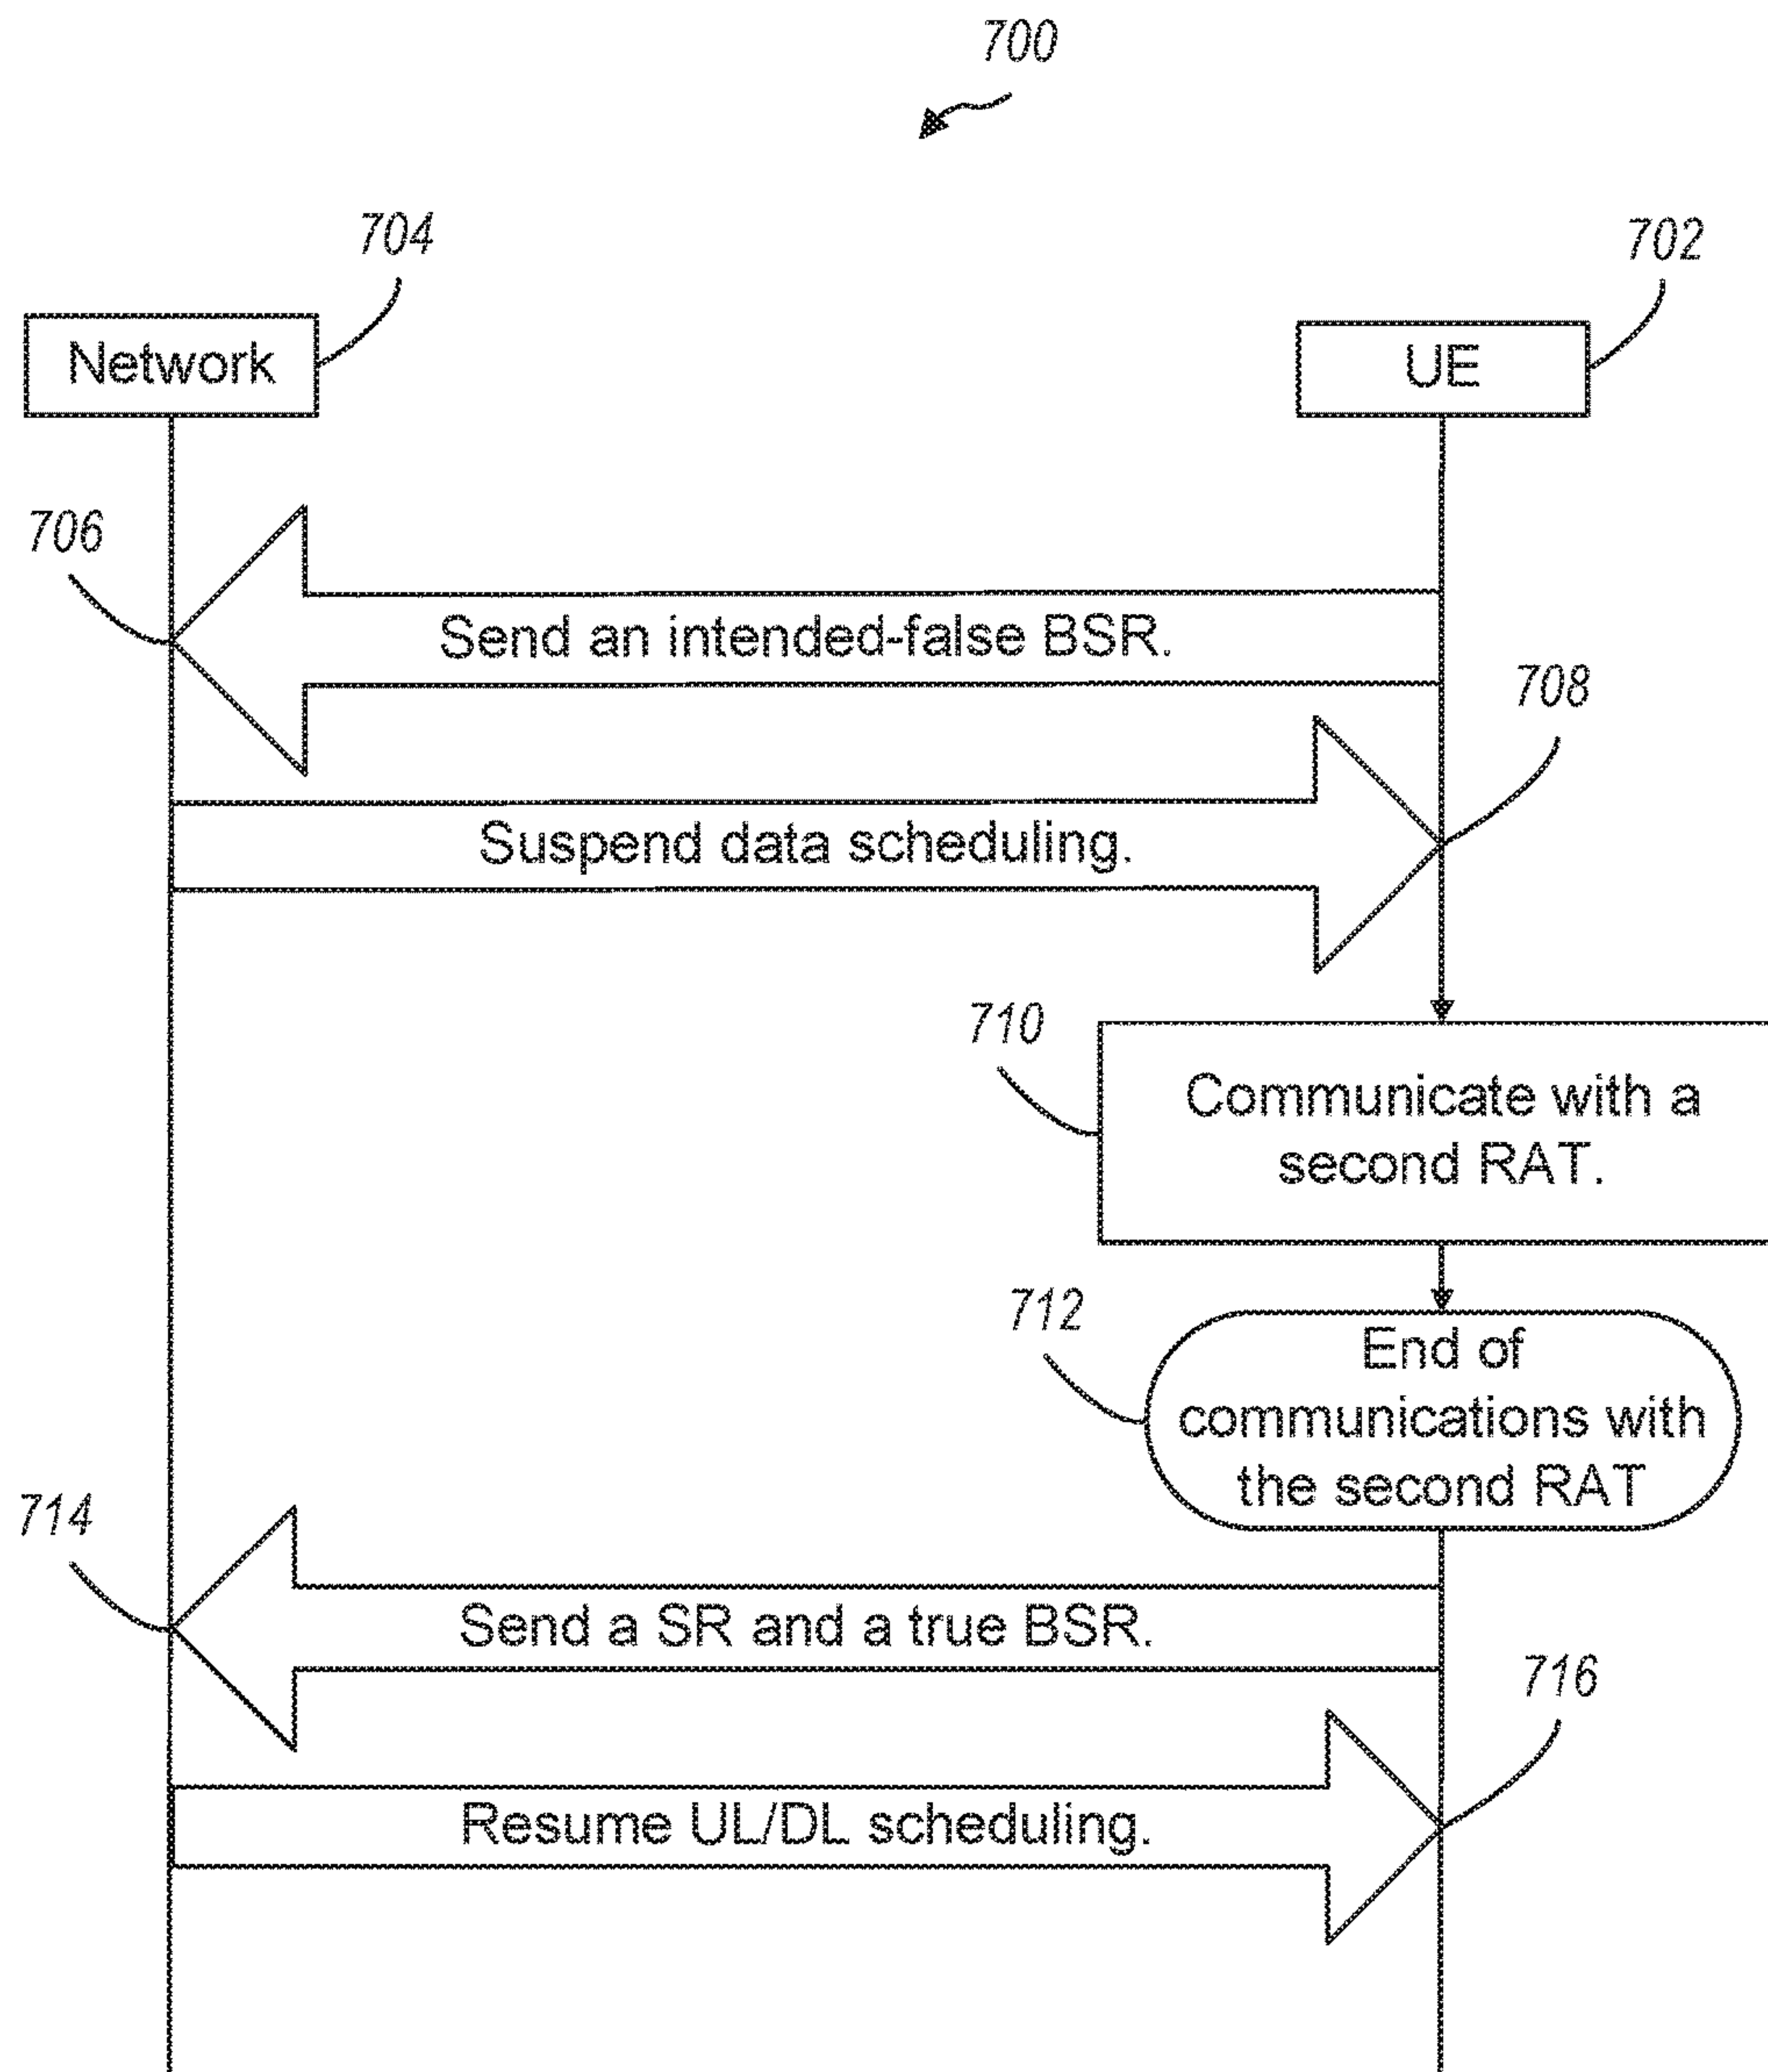 700
704
702
Network
UE
706
Send an intended-false BSR.
708
Suspend data scheduling.
710
Communicate with a
second RAT.
712
End of
communications with
the second RAT
714
Send a SR and a true BSR.
716
Resume UL/DL scheduling.